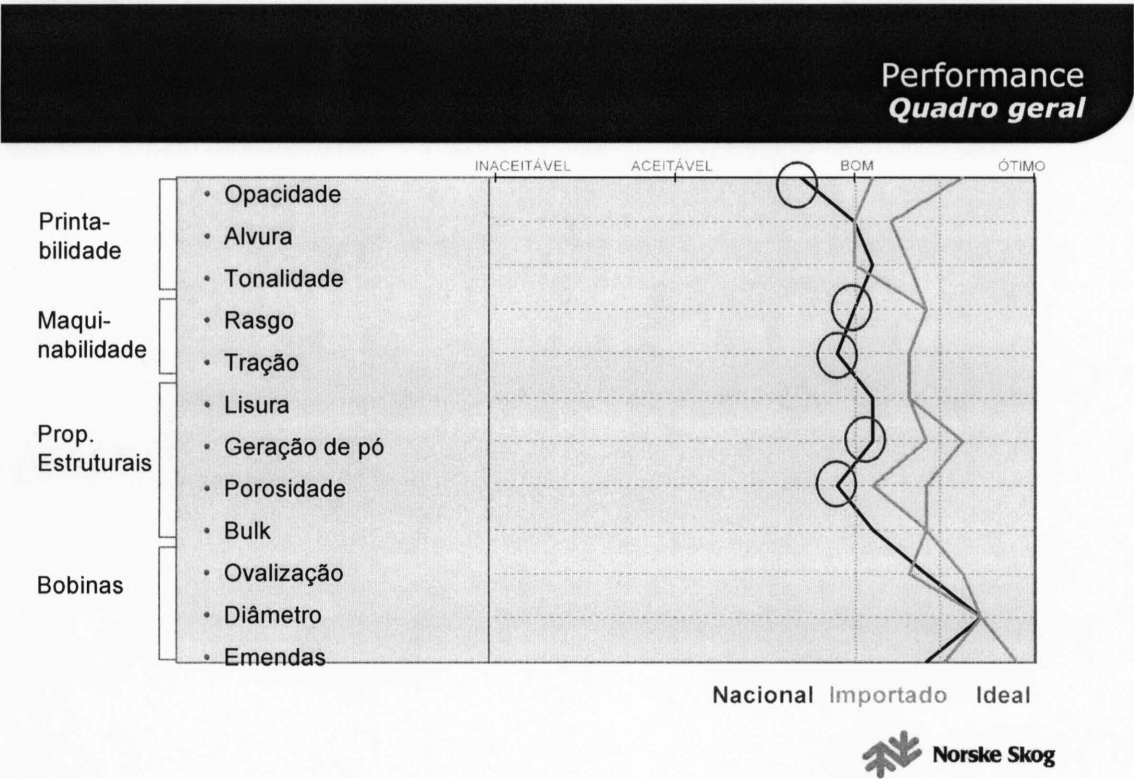 Performance
Quadro geral
INACEITÁVEL ACEITÁVEL BOM ÓTIMO
Printa-
bilidade
• Opacidade
• Alvura
• Tonalidade
Maqui-
nabilidade
• Rasgo
• Tração
Prop.
Estruturais
• Lisura
• Geração de pó
• Porosidade
• Bulk
Bobinas
• Ovalização
• Diâmetro
• Emendas
Nacional Importado Ideal
Norske Skog